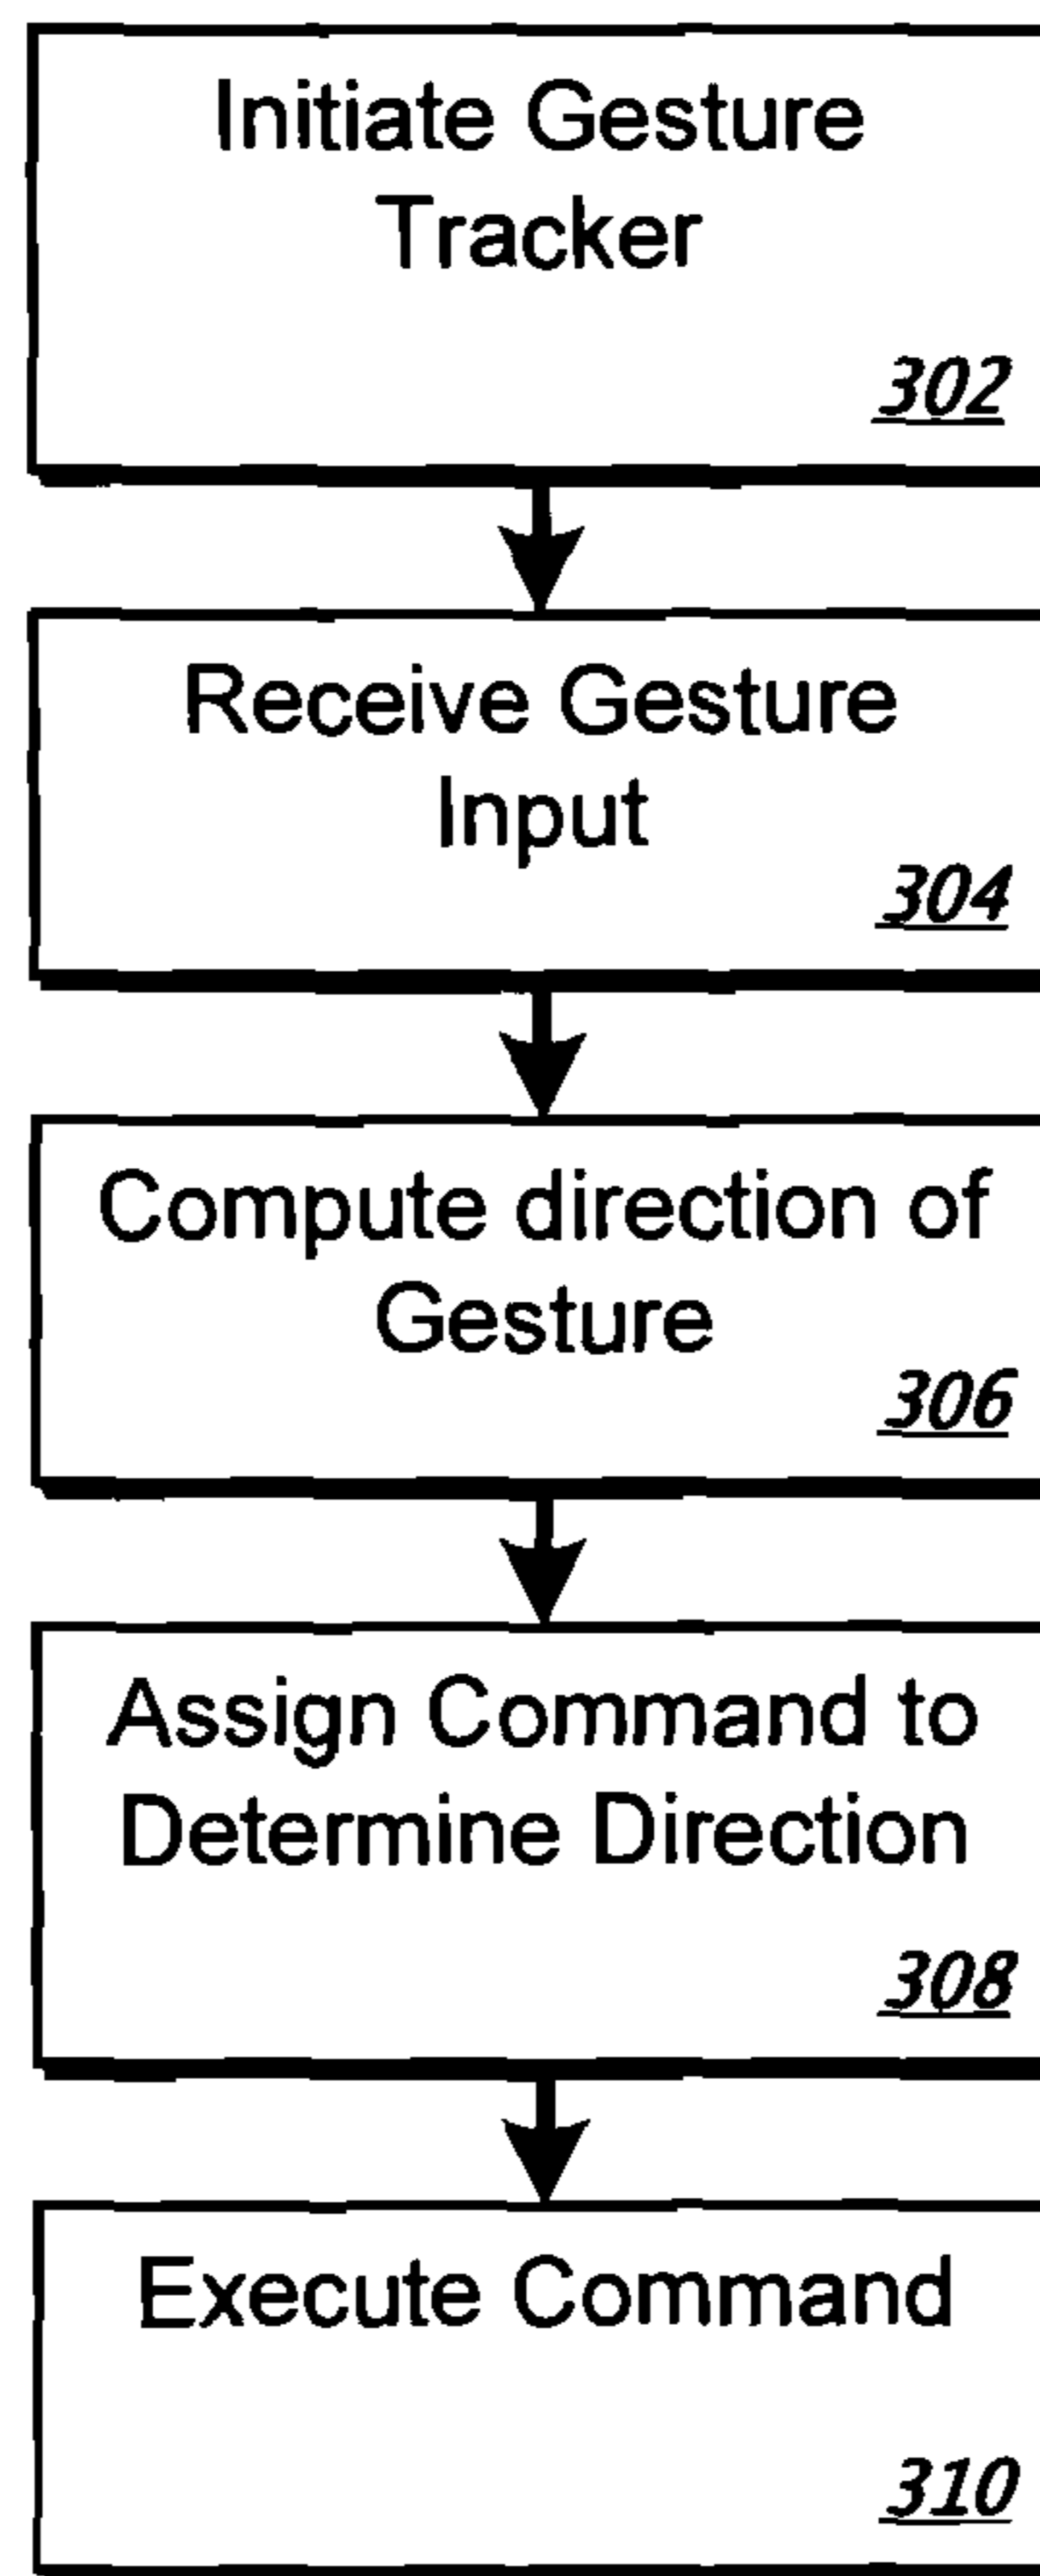 Initiate Gesture
Tracker
302
Receive Gesture
Input
304
Compute direction of
Gesture
306
Assign Command to
Determine Direction
308
Execute Command
310